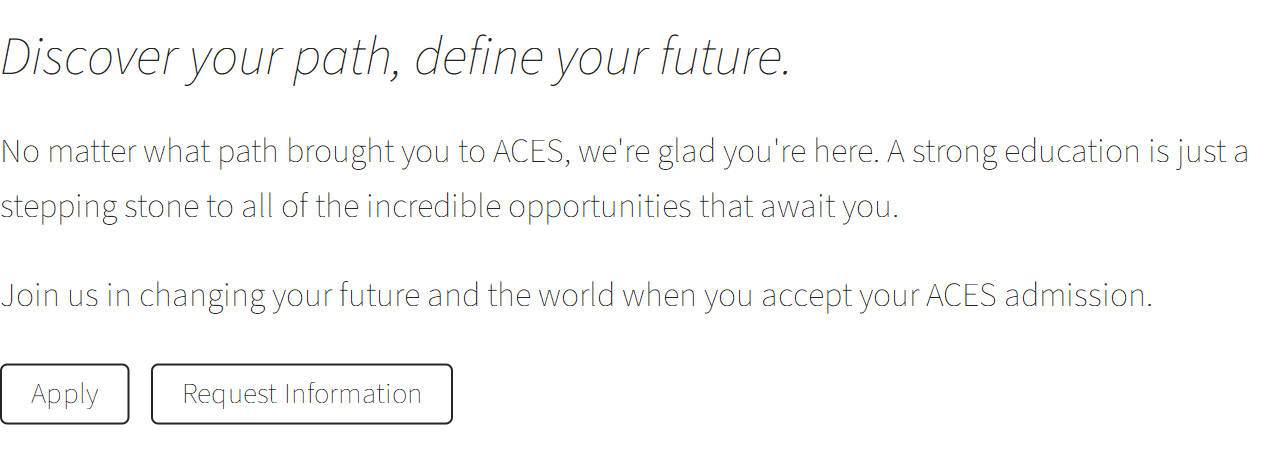 Discover your path, define your future.
No matter what path brought you to ACES, we're glad you're here. A strong education is just a
stepping stone to all of the incredible opportunities that await you.
Join us in changing your future and the world when you accept your ACES admission.
Apply
Request Information